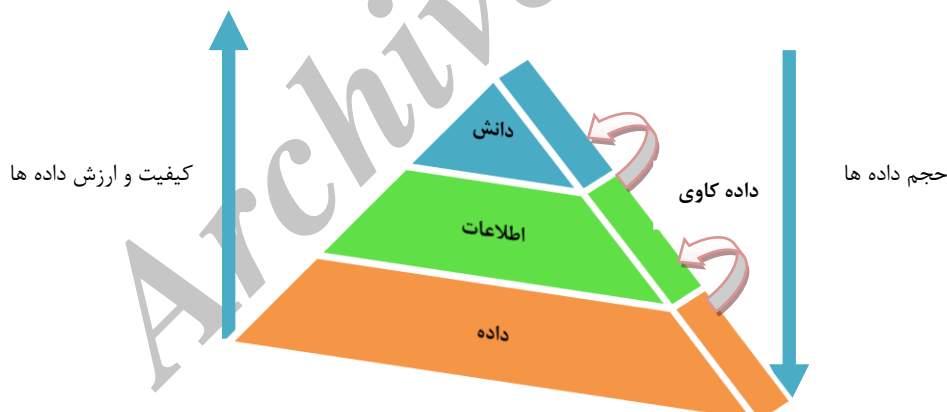 دانش
کیفیت و ارزش داده ها
داده کاوی
حجم داده ها
اطلاعات
داده
Archive